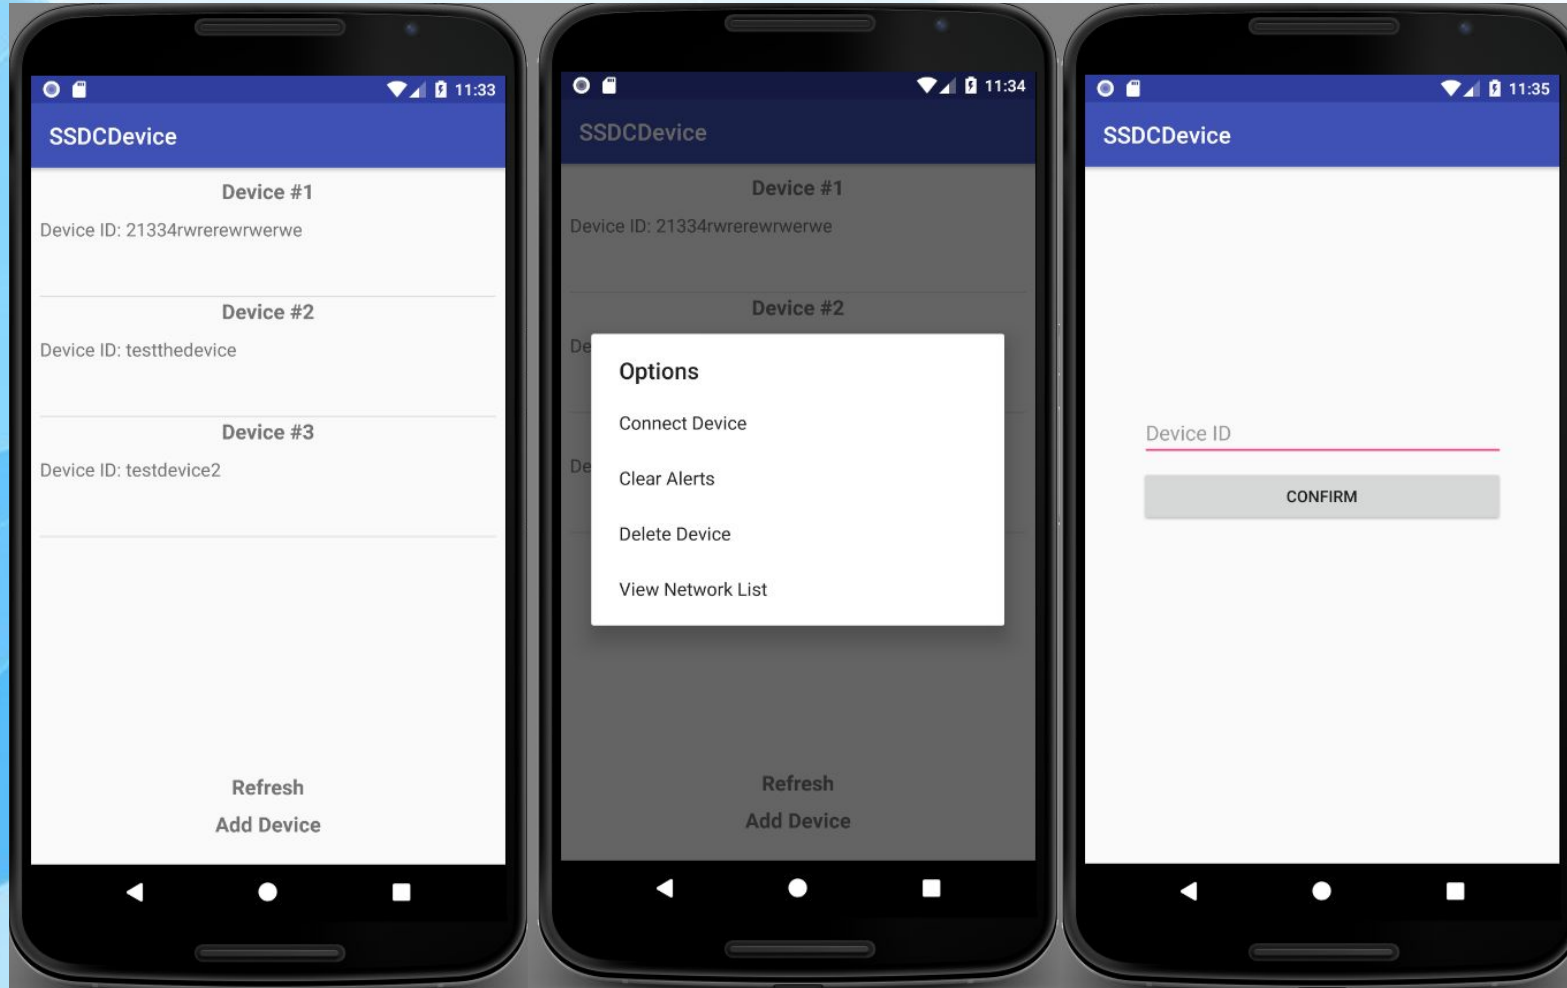 11:33
SSDCDevice
Device #1
Device ID: 21334rwrerewrwerwe
Device #2
Device ID: testthedevice
Device #3
Device ID: testdevice2
Refresh
Add Device
11:34
SSDCDevice
Device #1
Device ID: 21334rwrerewrwerwe
Device #2
De
Options
Connect Device
Clear Alerts
De
Delete Device
View Network List
Refresh
Add Device
11:35
SSDCDevice
Device ID
CONFIRM